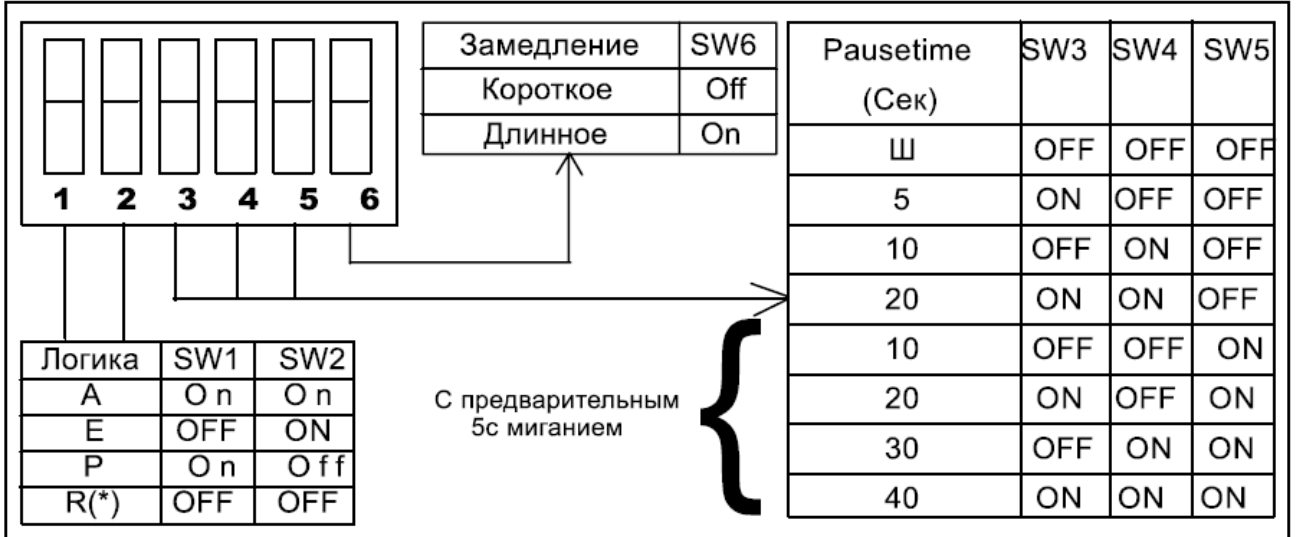 1 2 3 4 5 6
Замедление SW6
Короткое Off
Длинное On
Pausetime (Сек) SW3 SW4 SW5
Ш OFF OFF OFF
5 ON OFF OFF
10 OFF ON OFF
20 ON ON OFF
10 OFF OFF ON
20 ON OFF ON
30 OFF ON ON
40 ON ON ON
Логика SW1 SW2
А On On
Е OFF ON
Р On Off
R(*) OFF OFF
С предварительным
5с миганием